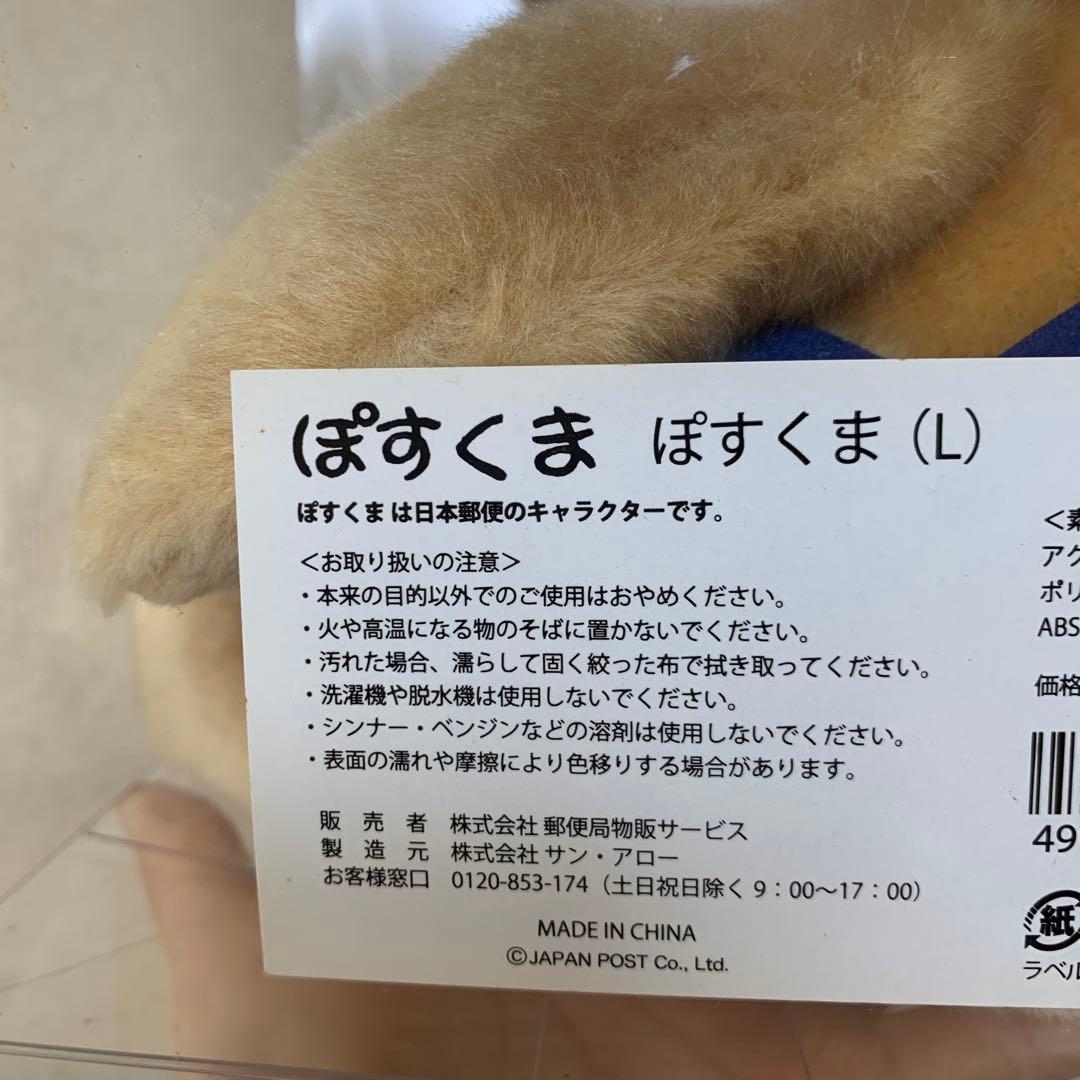 ぽすくま ぽすくま（L）
ぽすくま は日本郵便のキャラクターです。
＜お取り扱いの注意＞
・本来の目的以外でのご使用はおやめください。
・火や高温になる物のそばに置かないでください。
・汚れた場合、濡らして固く絞った布で拭き取ってください。
・洗濯機や脱水機は使用しないでください。
・シンナー・ベンジンなどの溶剤は使用しないでください。
・表面の濡れや摩擦により色移りする場合があります。
販 売 者 株式会社 郵便局物販サービス
製 造 元 株式会社 サン・アロー
お客様窓口 0120-853-174（土日祝日除く 9：00〜17：00）
MADE IN CHINA
©JAPAN POST Co., Ltd.
＜素
アク
ポリ
ABS
価格
49
紙
ラベル